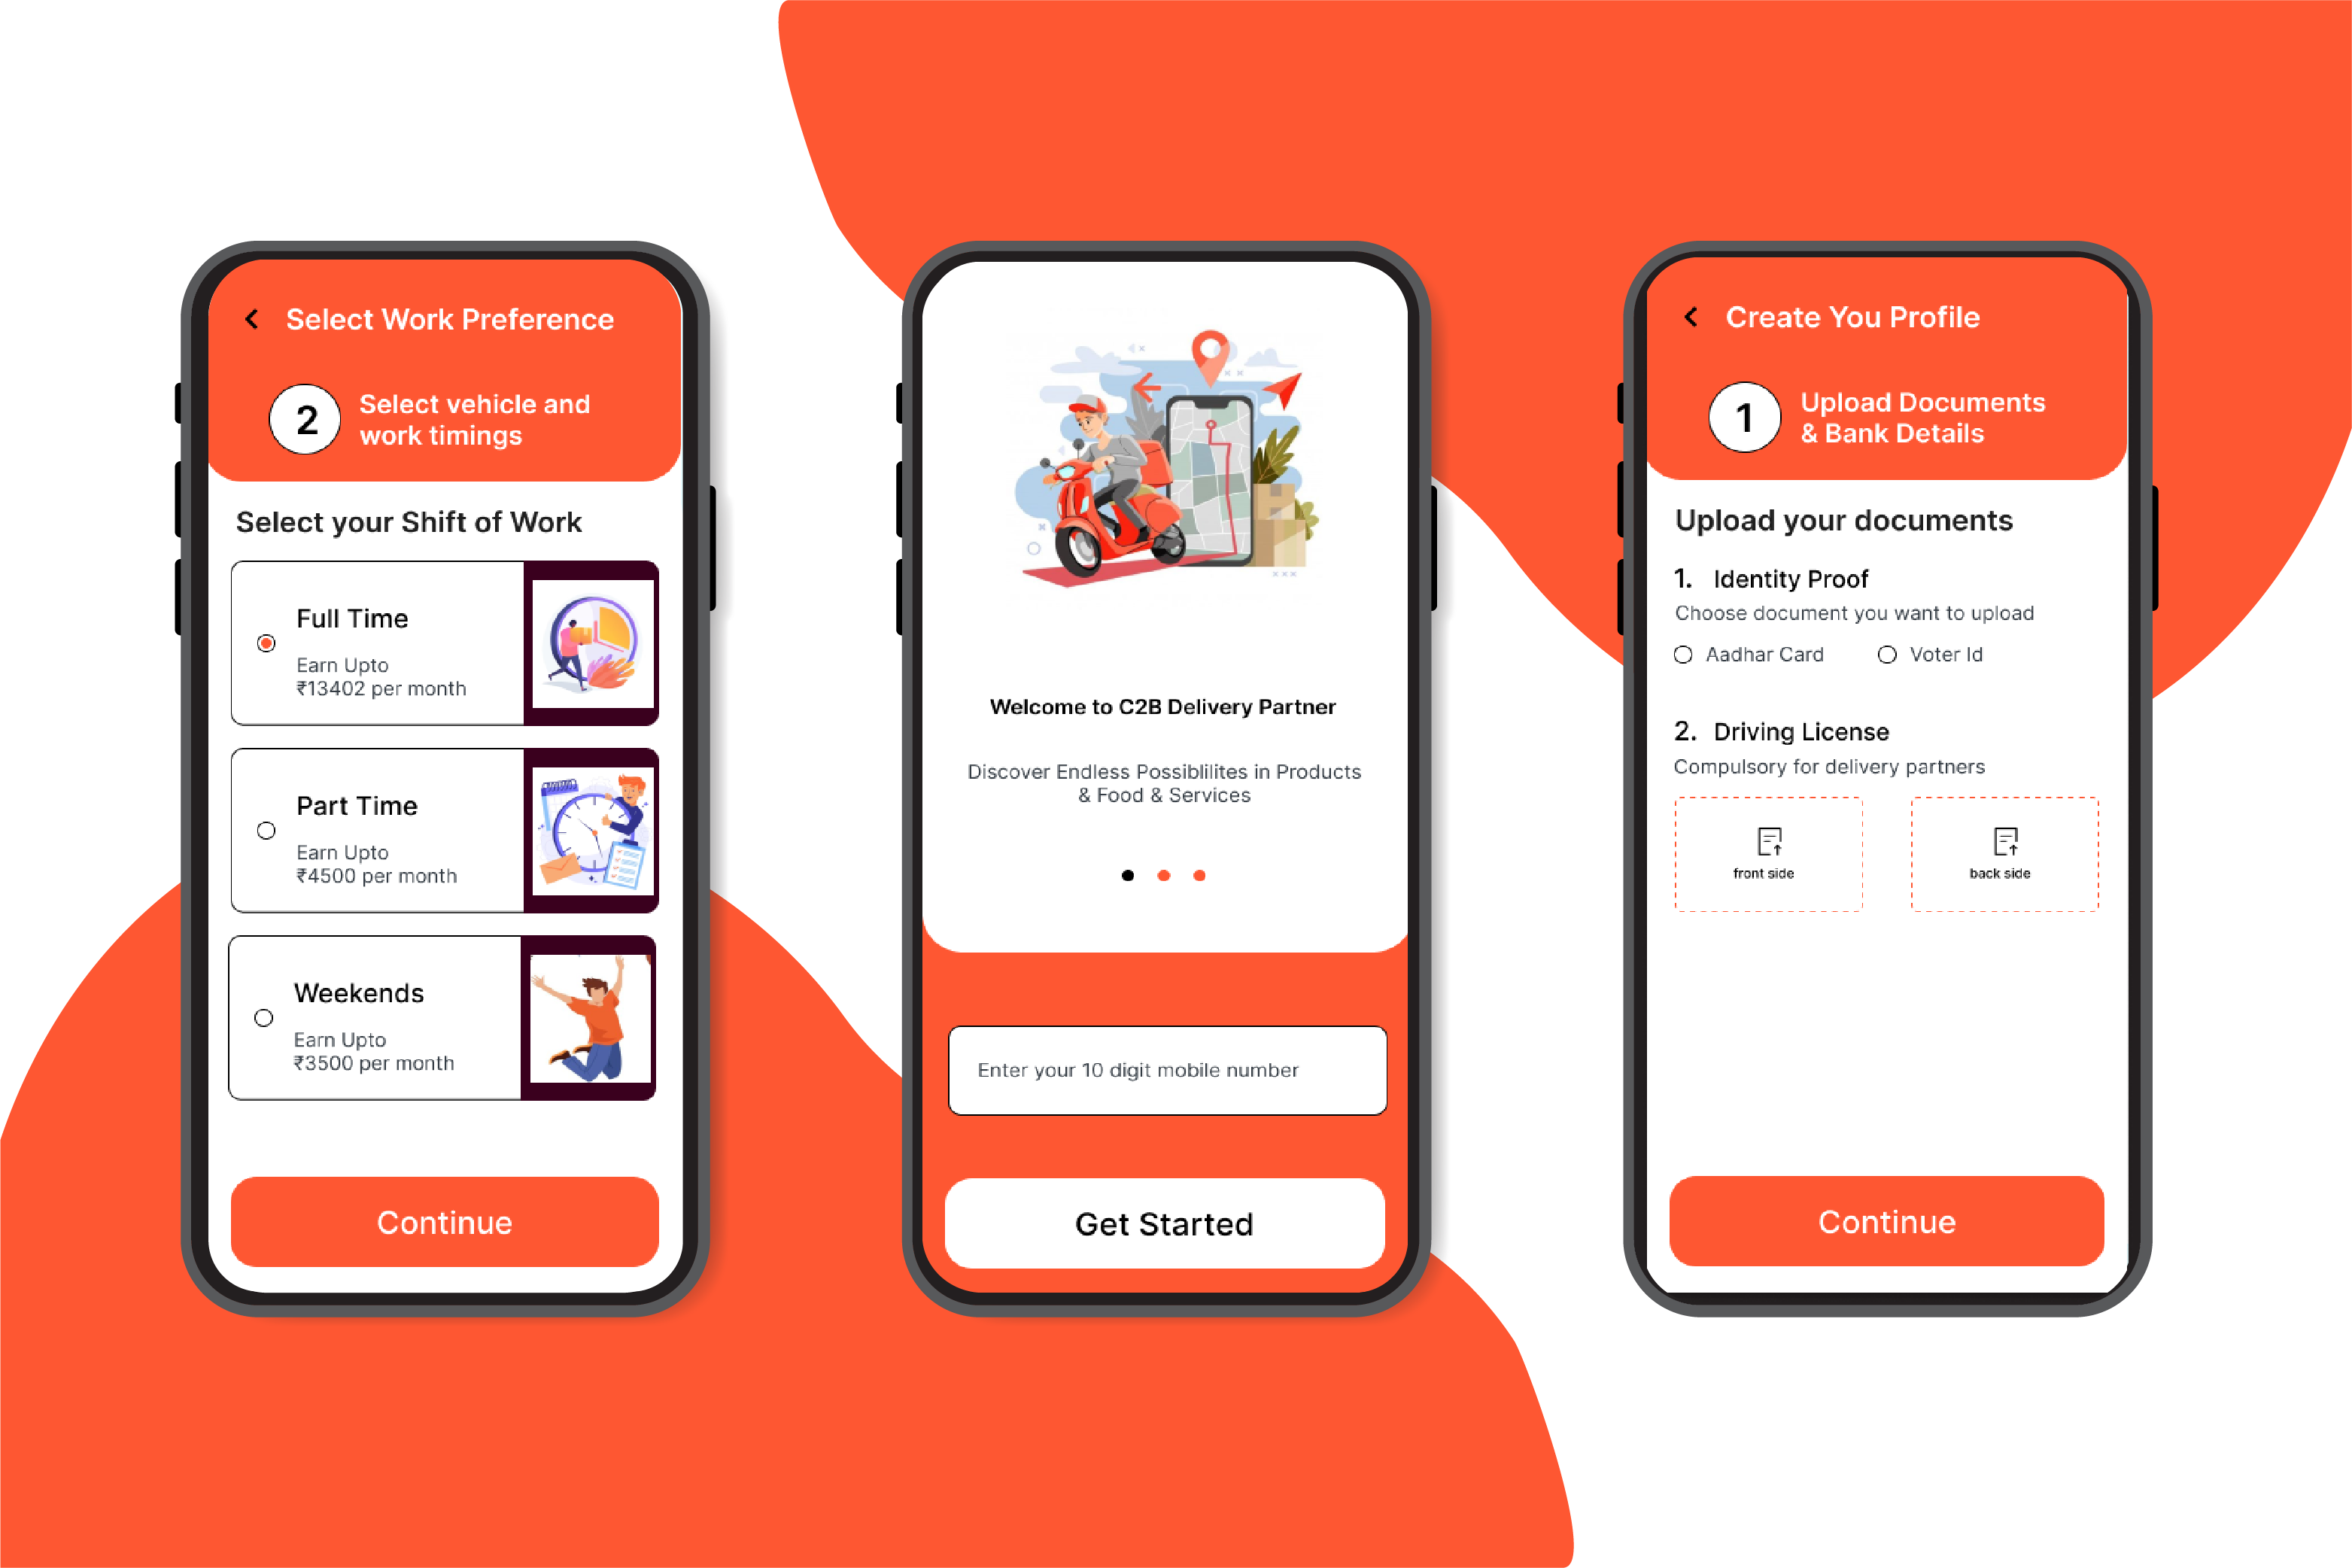 Select Work Preference
2
Select vehicle and
work timings
Select your Shift of Work
Full Time
Earn Upto
₹13402 per month
Part Time
Earn Upto
₹4500 per month
Weekends
Earn Upto
₹3500 per month
Continue
Welcome to C2B Delivery Partner
Discover Endless Possiblilites in Products
& Food & Services
Enter your 10 digit mobile number
Get Started
Create You Profile
1
Upload Documents
& Bank Details
Upload your documents
1. Identity Proof
Choose document you want to upload
Aadhar Card Voter Id
2. Driving License
Compulsory for delivery partners
front side back side
Continue